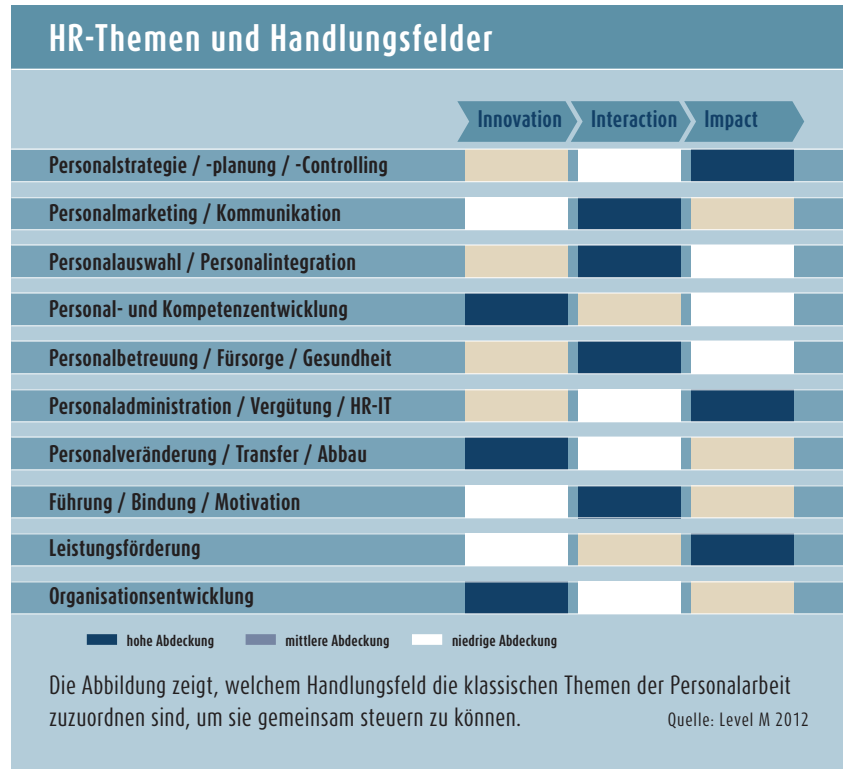 HR-Themen und Handlungsfelder
Innovation Interaction Impact
Personalstrategie / -planung / -Controlling
Personalmarketing / Kommunikation
Personalauswahl / Personalintegration
Personal- und Kompetenzentwicklung
Personalbetreuung / Fürsorge / Gesundheit
Personaladministration / Vergütung / HR-IT
Personalveränderung / Transfer / Abbau
Führung / Bindung / Motivation
Leistungsförderung
Organisationsentwicklung
hohe Abdeckung mittlere Abdeckung niedrige Abdeckung
Die Abbildung zeigt, welchem Handlungsfeld die klassischen Themen der Personalarbeit
zuzuordnen sind, um sie gemeinsam steuern zu können. Quelle: Level M 2012